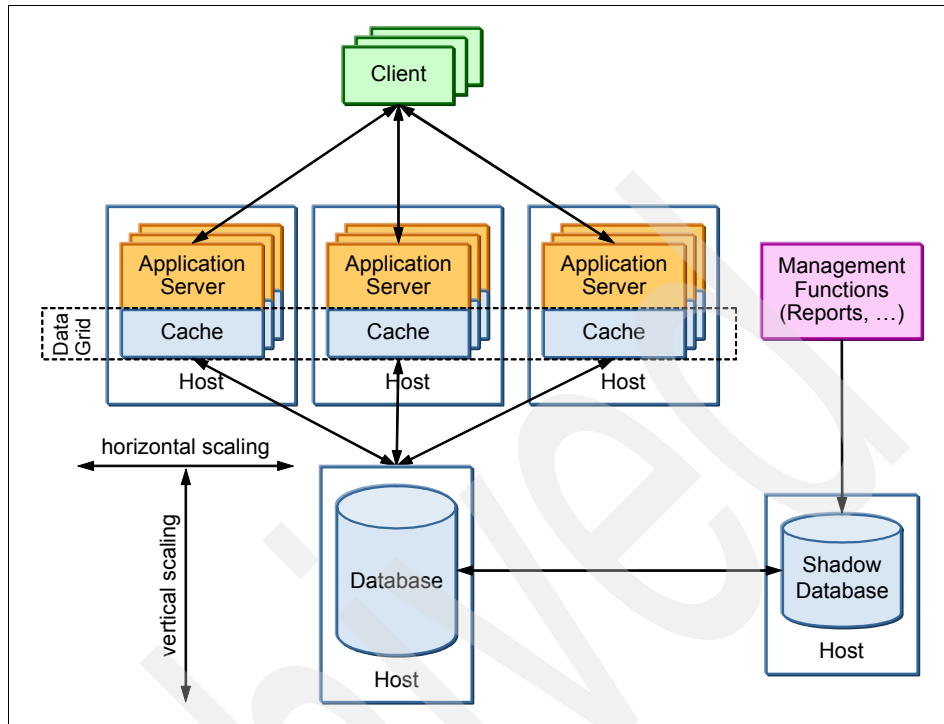 Client
Application
Server
Application
Server
Application
Server
Management
Functions
(Reports, …)
Data
Grid
Cache
Cache
Cache
Host
Host
Host
horizontal scaling
vertical scaling
Database
Shadow
Database
Host
Host